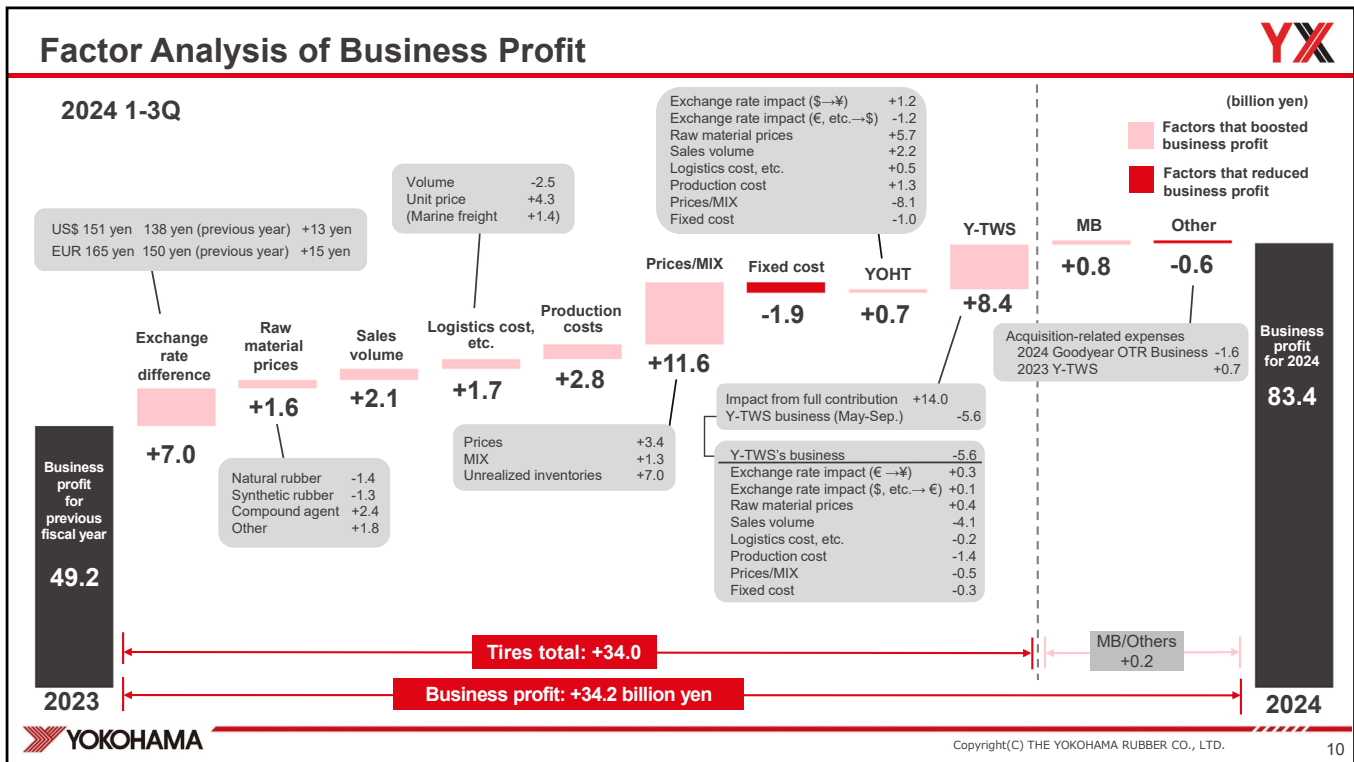 Factor Analysis of Business Profit
YX
2024 1-3Q
(billion yen)
Factors that boosted
business profit
Factors that reduced
business profit
US$ 151 yen 138 yen (previous year) +13 yen
EUR 165 yen 150 yen (previous year) +15 yen
Volume -2.5
Unit price +4.3
(Marine freight +1.4)
Exchange rate impact ($→¥) +1.2
Exchange rate impact (€, etc.→$) -1.2
Raw material prices +5.7
Sales volume +2.2
Logistics cost, etc. +0.5
Production cost +1.3
Prices/MIX -8.1
Fixed cost -1.0
Business
profit
for
previous
fiscal year
49.2
2023
Exchange
rate
difference
+7.0
Raw
material
prices
+1.6
Natural rubber -1.4
Synthetic rubber -1.3
Compound agent +2.4
Other +1.8
Sales
volume
+2.1
Logistics cost,
etc.
+1.7
Production
costs
+2.8
Prices/MIX
+11.6
Prices +3.4
MIX +1.3
Unrealized inventories +7.0
Fixed cost
-1.9
YOHT
+0.7
Y-TWS
+8.4
Impact from full contribution +14.0
Y-TWS business (May-Sep.) -5.6
Y-TWS's business -5.6
Exchange rate impact (€ →¥) +0.3
Exchange rate impact ($, etc.→ €) +0.1
Raw material prices +0.4
Sales volume -4.1
Logistics cost, etc. -0.2
Production cost -1.4
Prices/MIX -0.5
Fixed cost -0.3
MB
+0.8
Other
-0.6
Acquisition-related expenses
2024 Goodyear OTR Business -1.6
2023 Y-TWS +0.7
Business
profit
for 2024
83.4
2024
Tires total: +34.0
MB/Others
+0.2
Business profit: +34.2 billion yen
YOKOHAMA
Copyright(C) THE YOKOHAMA RUBBER CO., LTD.
10